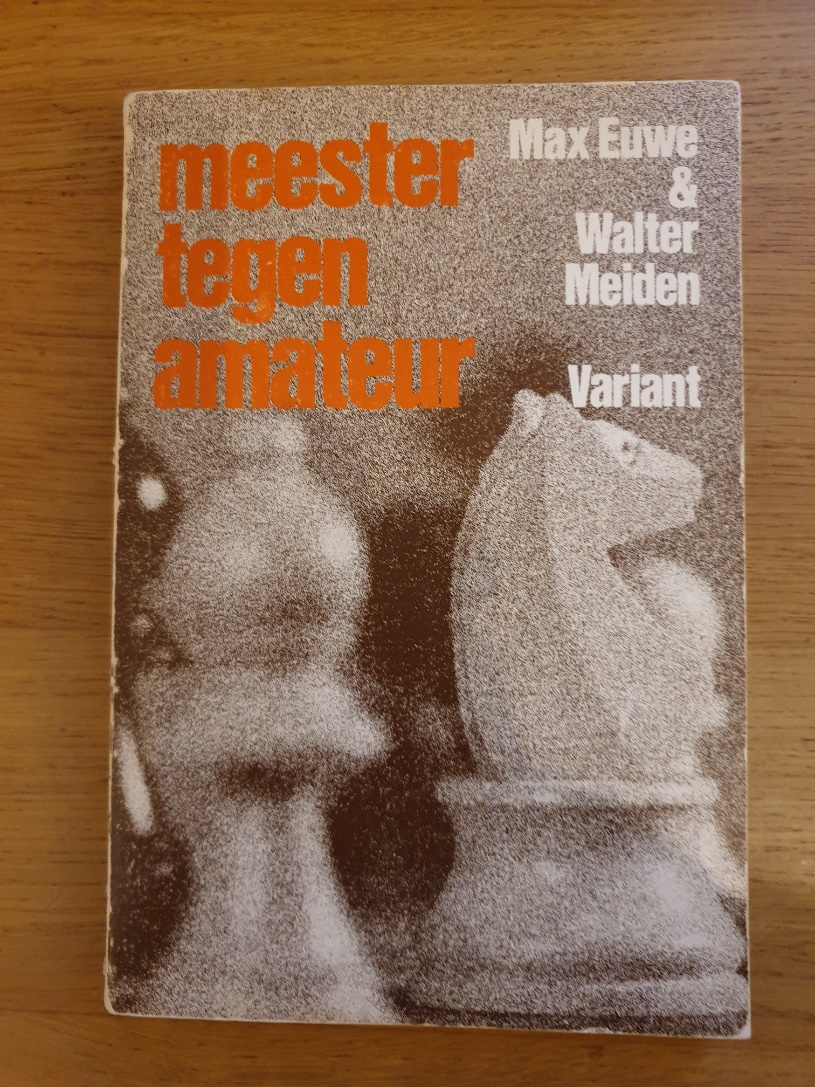 meester
tegen
amateur
Max Euwe
&
Walter
Meiden
Variant